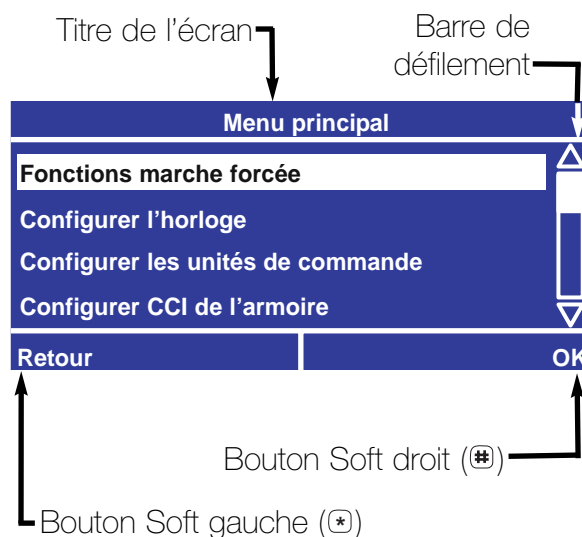 Titre de l'écran
Barre de
défilement
Menu principal
Fonctions marche forcée
Configurer l'horloge
Configurer les unités de commande
Configurer CCI de l'armoire
Retour
OK
Bouton Soft droit (#)
Bouton Soft gauche (*)